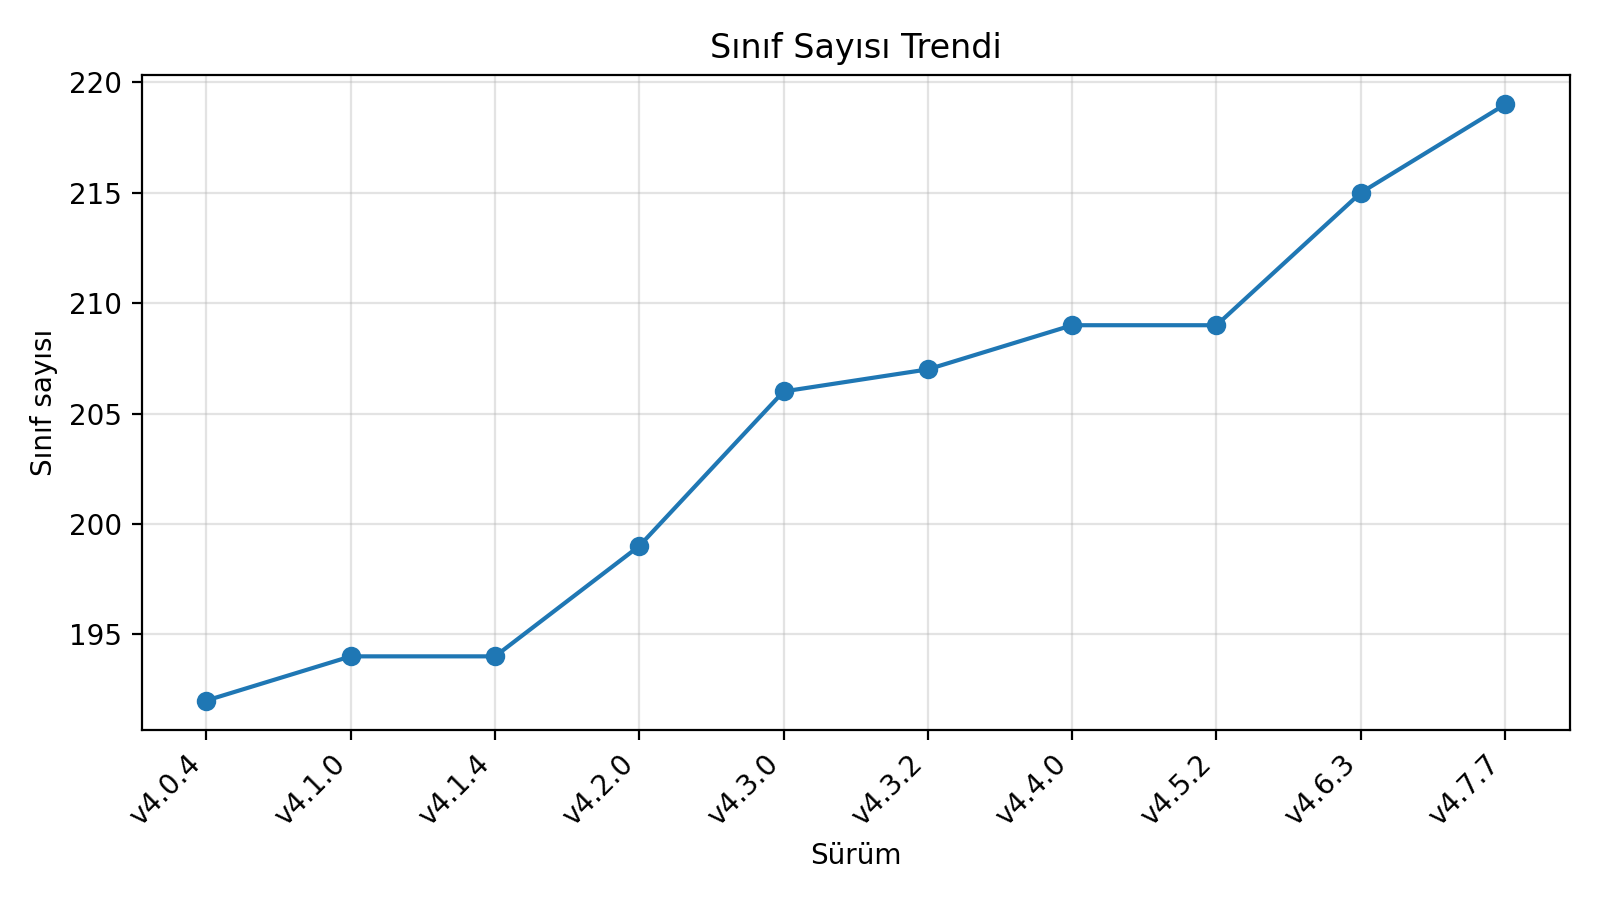 Sınıf Sayısı Trendi
220
215
210
205
200
195
Sınıf sayısı
v4.0.4
v4.1.0
v4.1.4
v4.2.0
v4.3.0
v4.3.2
v4.4.0
v4.5.2
v4.6.3
v4.7.7
Sürüm